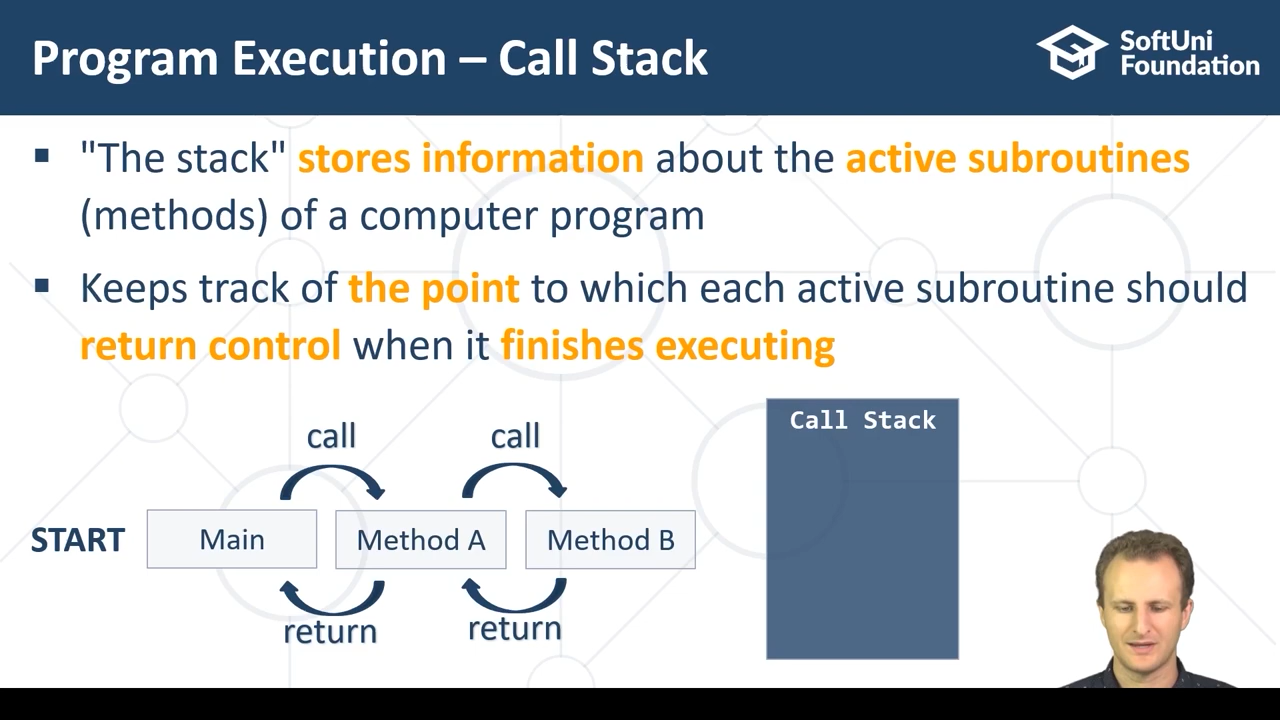 Program Execution – Call Stack
SoftUni
Foundation
▪ "The stack" stores information about the active subroutines
(methods) of a computer program
▪ Keeps track of the point to which each active subroutine should
return control when it finishes executing
call call
Call Stack
START Main Method A Method B
return return